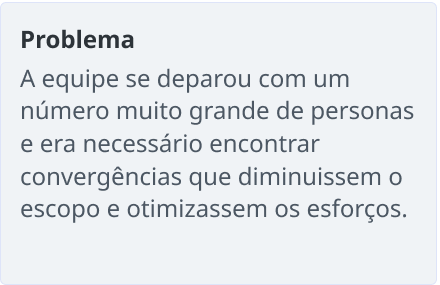 Problema
A equipe se deparou com um
número muito grande de personas
e era necessário encontrar
convergências que diminuissem o
escopo e otimizassem os esforços.